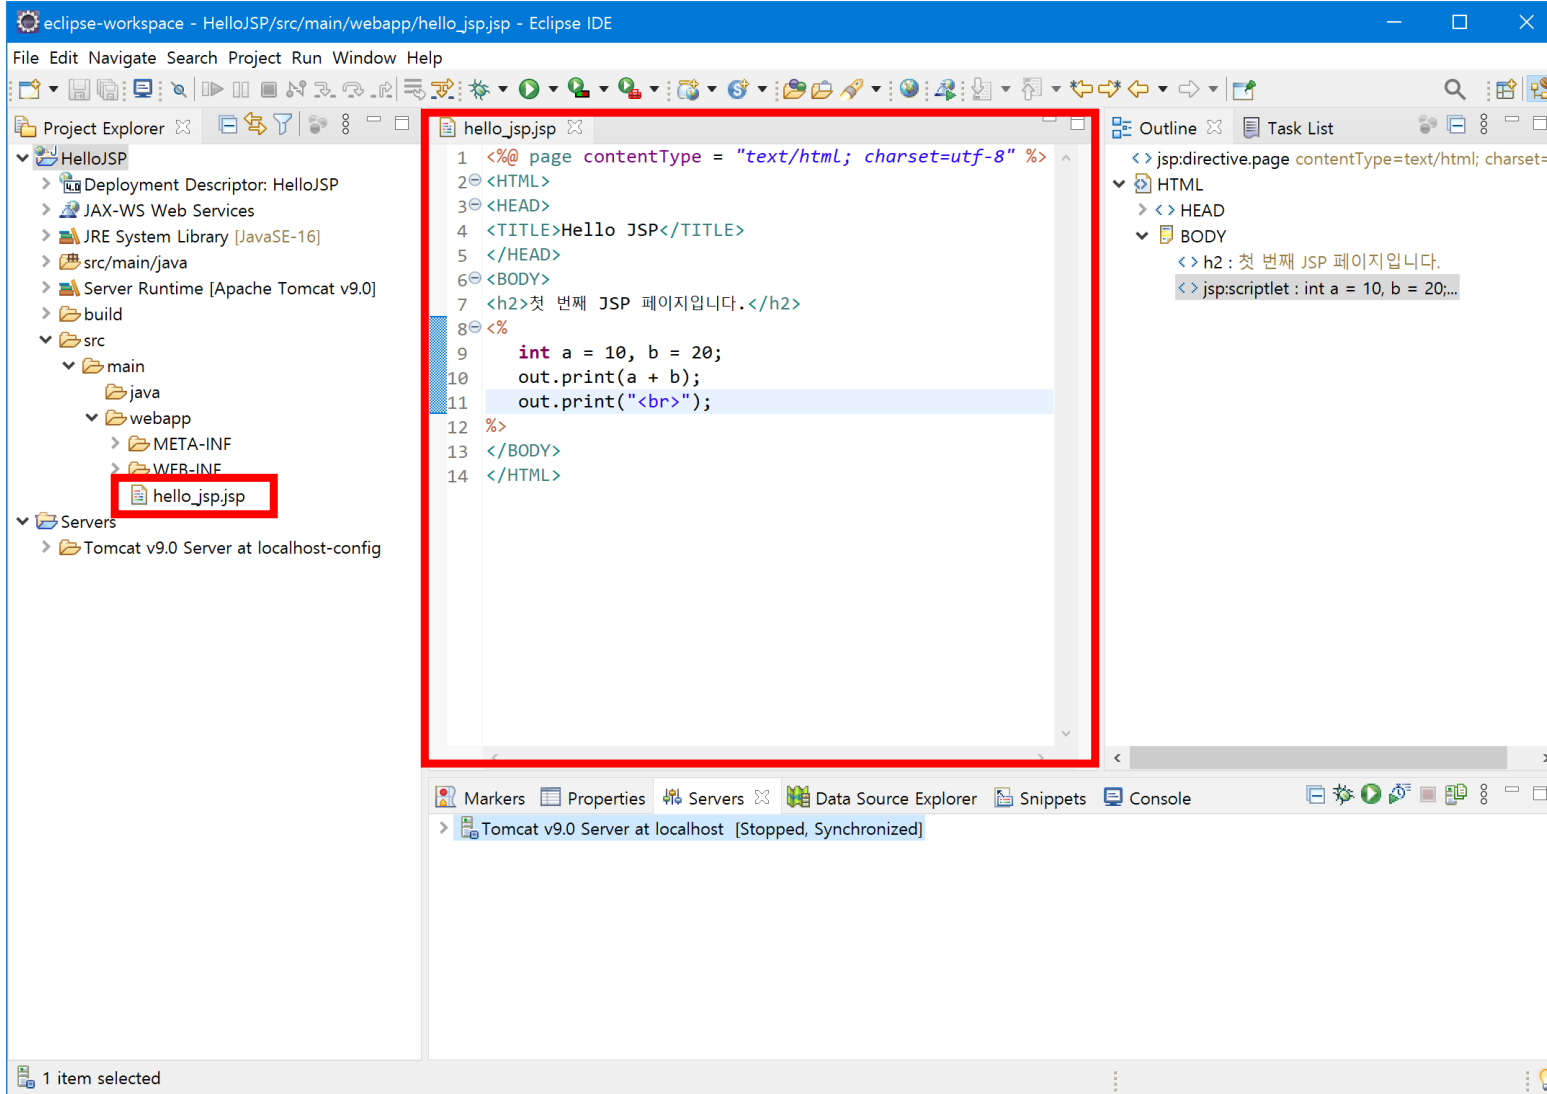 eclipse-workspace - HelloJSP/src/main/webapp/hello_jsp.jsp - Eclipse IDE
File Edit Navigate Search Project Run Window Help
Project Explorer
HelloJSP
Deployment Descriptor: HelloJSP
JAX-WS Web Services
JRE System Library [JavaSE-16]
src/main/java
Server Runtime [Apache Tomcat v9.0]
build
src
main
java
webapp
META-INF
WEB-INF
hello_jsp.jsp
Servers
Tomcat v9.0 Server at localhost-config
hello_jsp.jsp
1 <%@ page contentType = "text/html; charset=utf-8" %>
2 <HTML>
3 <HEAD>
4 <TITLE>Hello JSP</TITLE>
5 </HEAD>
6 <BODY>
7 <h2>첫 번째 JSP 페이지입니다.</h2>
8 <%
9 int a = 10, b = 20;
10 out.print(a + b);
11 out.print("<br>");
12 %>
13 </BODY>
14 </HTML>
Outline Task List
jsp:directive.page contentType=text/html; charset=
HTML
HEAD
BODY
h2 : 첫 번째 JSP 페이지입니다.
jsp:scriptlet : int a = 10, b = 20;...
Markers Properties Servers Data Source Explorer Snippets Console
Tomcat v9.0 Server at localhost [Stopped, Synchronized]
1 item selected